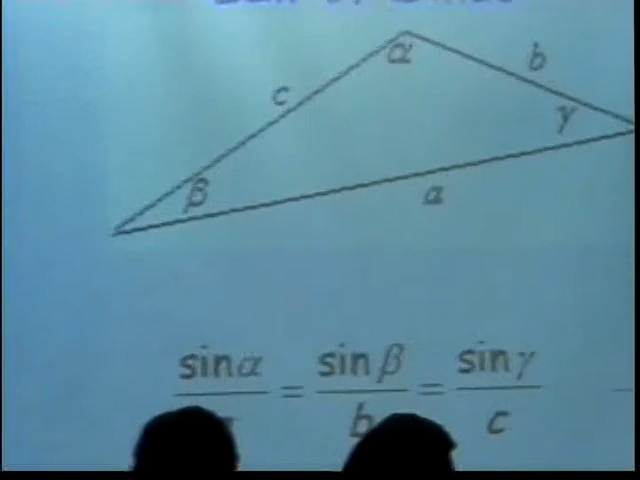 α
b
c
γ
β
a
sinα = sinβ = sinγ
b c